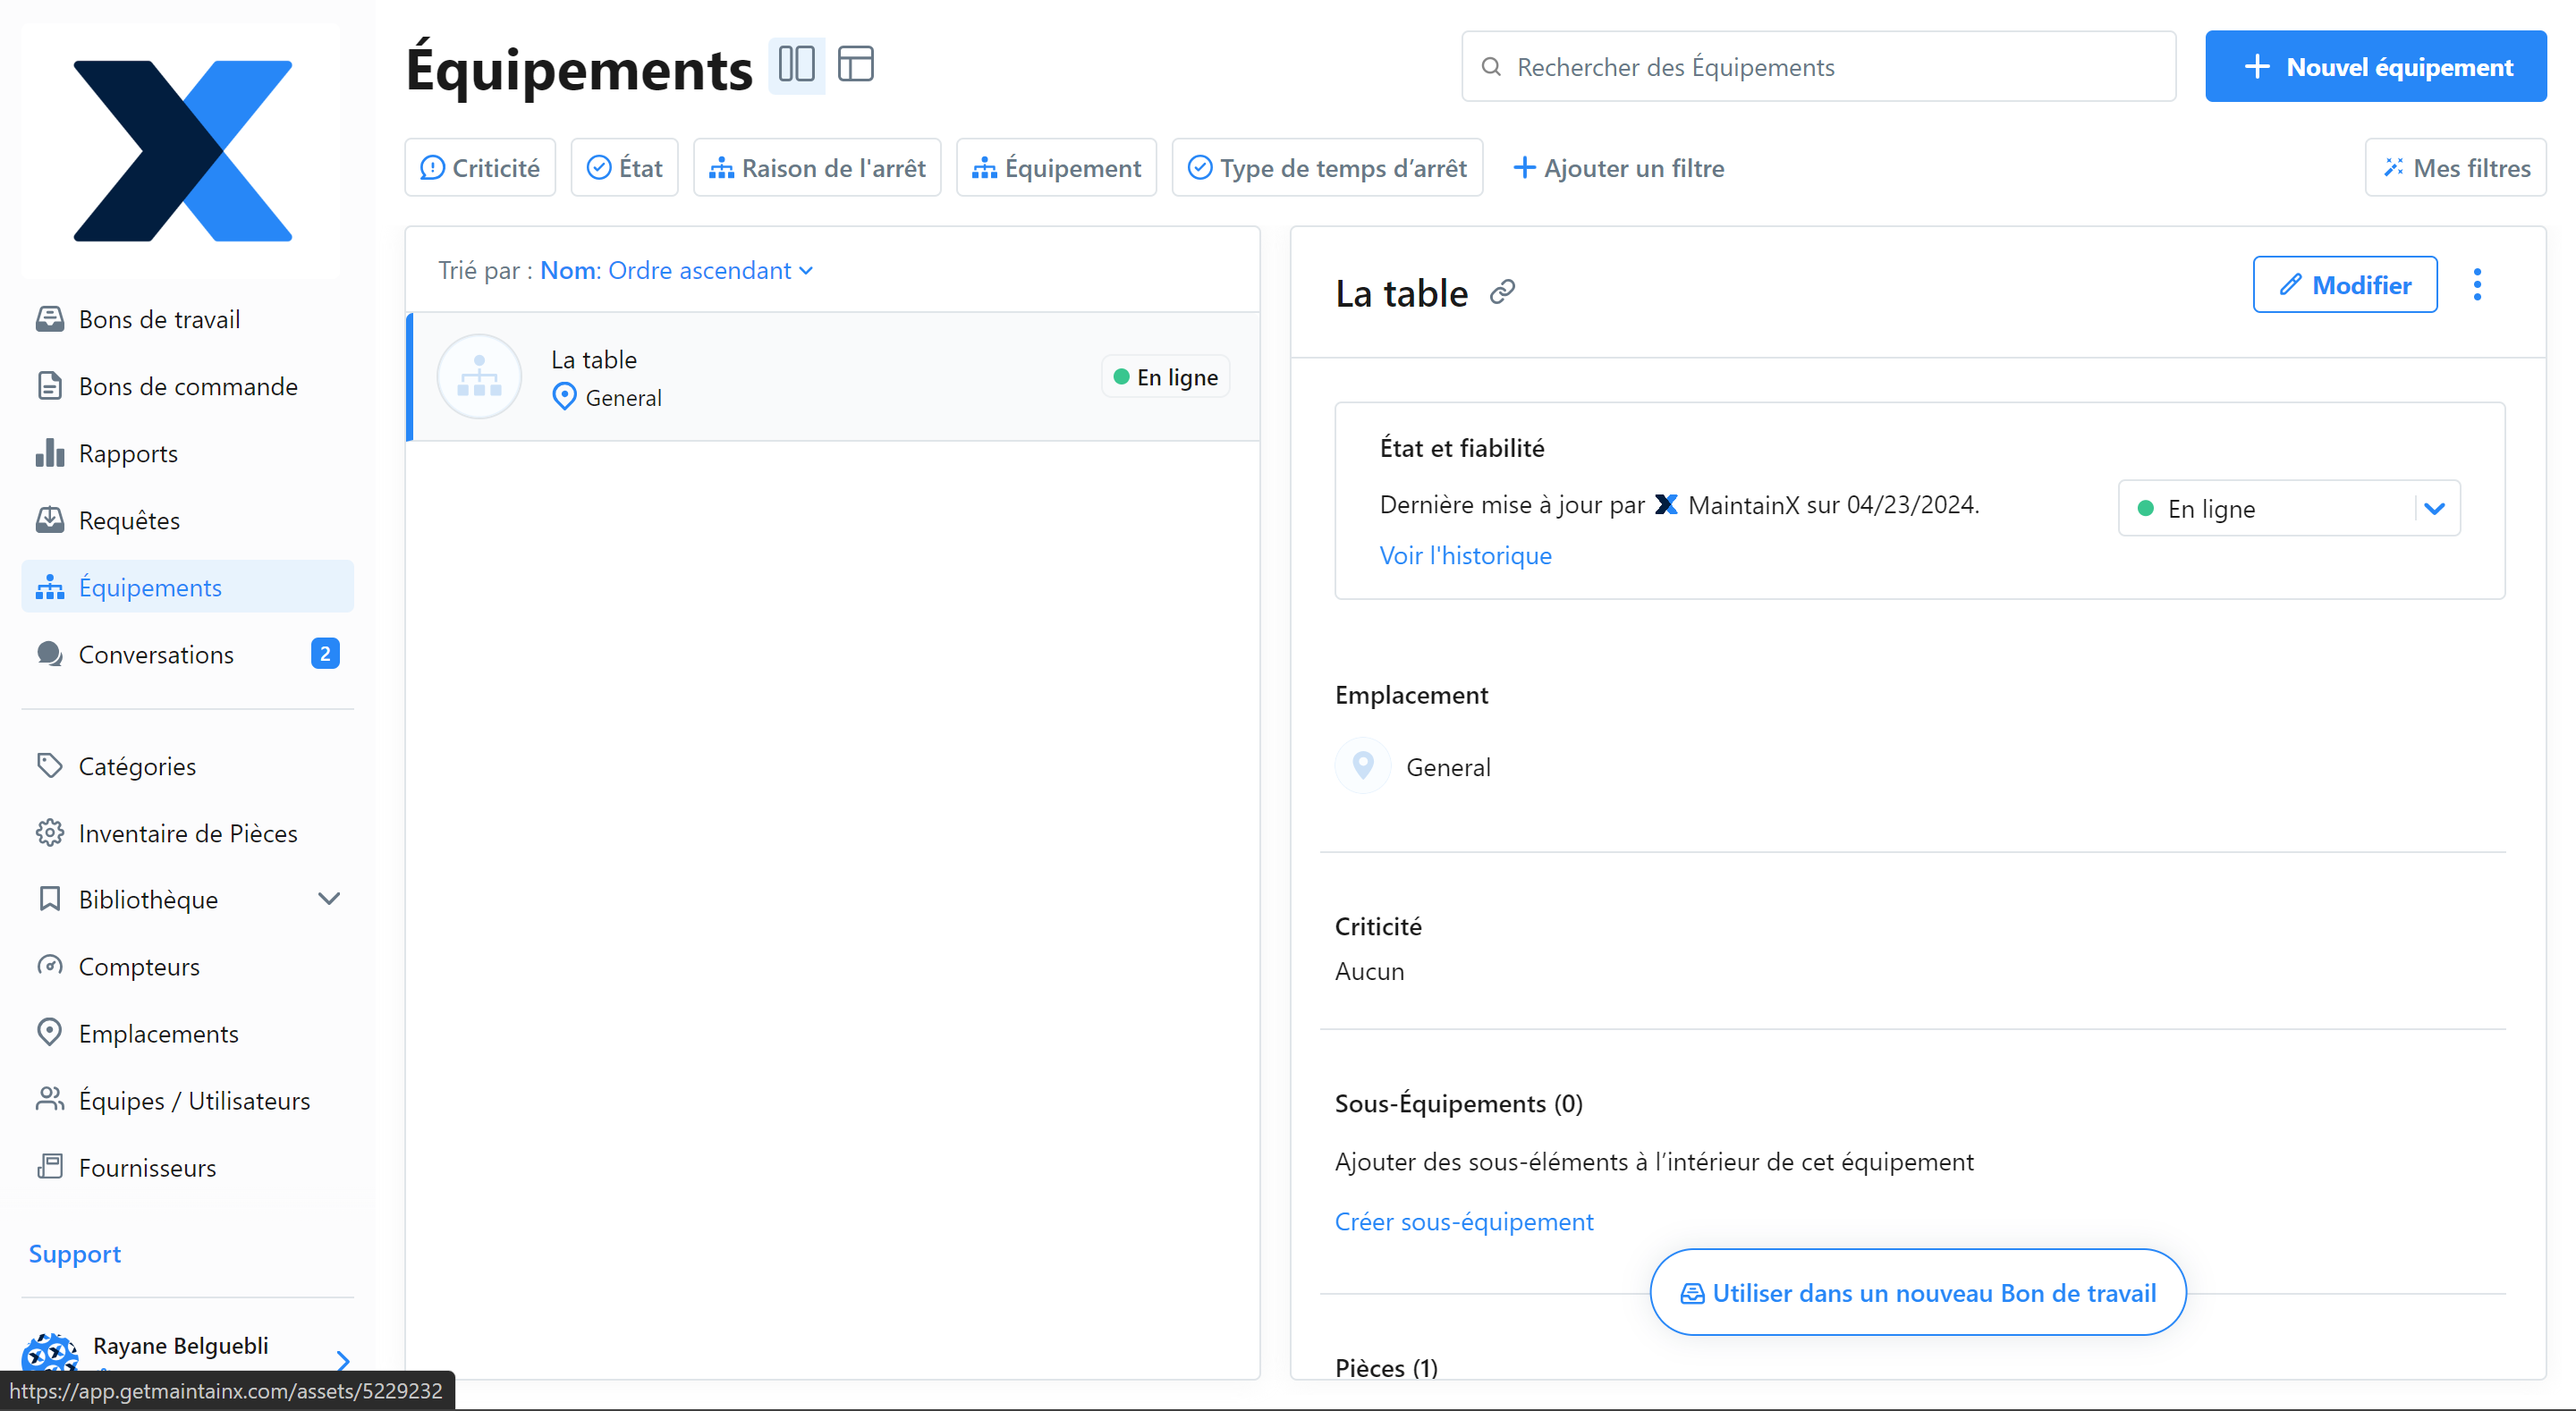 Équipements
Rechercher des Équipements
Nouvel équipement
Criticité
État
Raison de l'arrêt
Équipement
Type de temps d’arrêt
Ajouter un filtre
Mes filtres
Bons de travail
Bons de commande
Rapports
Requêtes
Équipements
Conversations 2
Catégories
Inventaire de Pièces
Bibliothèque
Compteurs
Emplacements
Équipes / Utilisateurs
Fournisseurs
Support
Rayane Belguebli
https://app.getmaintainx.com/assets/5229232
Trié par : Nom: Ordre ascendant
La table
General
En ligne
La table
Modifier
État et fiabilité
Dernière mise à jour par MaintainX sur 04/23/2024.
En ligne
Voir l'historique
Emplacement
General
Criticité
Aucun
Sous-Équipements (0)
Ajouter des sous-éléments à l’intérieur de cet équipement
Créer sous-équipement
Utiliser dans un nouveau Bon de travail
Pièces (1)